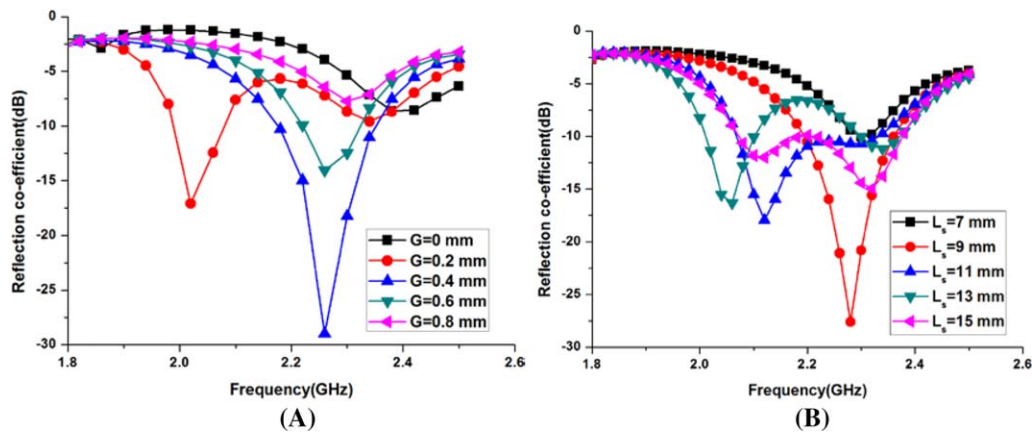 0
-5
-10
-15
-20
-25
-30
Reflection co-efficient(dB)
G=0 mm
G=0.2 mm
G=0.4 mm
G=0.6 mm
G=0.8 mm
1.8 2.0 2.2 2.4 2.6
Frequency(GHz)
(A)
0
-5
-10
-15
-20
-25
-30
Reflection co-efficient(dB)
Ls=7 mm
Ls=9 mm
Ls=11 mm
Ls=13 mm
Ls=15 mm
1.8 2.0 2.2 2.4 2.6
Frequency(GHz)
(B)